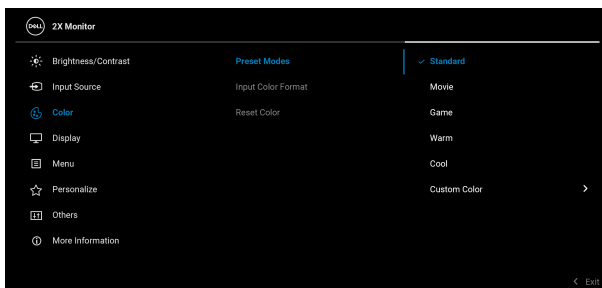 DELL 2X Monitor
Brightness/Contrast Preset Modes Standard
Input Source Input Color Format Movie
Color Reset Color Game
Display Warm
Menu Cool
Personalize Custom Color
Others
More Information
Exit